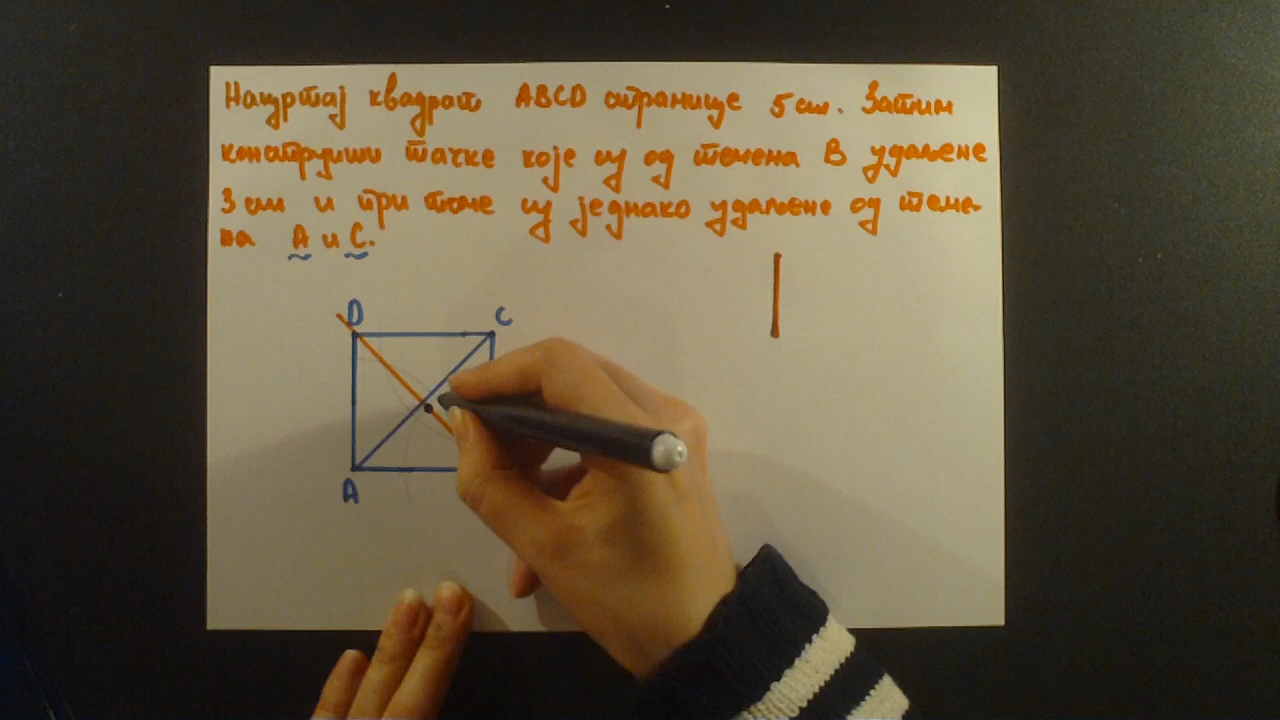 Нацртај квадрат ABCD странице 5 cm. Затим
конструиши тачке које су од темена B удаљене
3 cm и при томе су једнако удаљене од теме-
на A и C.
D C
A